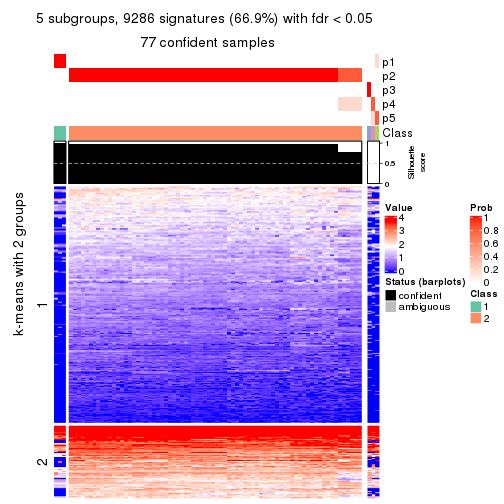 5 subgroups, 9286 signatures (66.9%) with fdr < 0.05
77 confident samples
p1
p2
p3
p4
p5
Class
1
0.5
0
Silhouette
score
k-means with 2 groups
1
2
Value
4
3
2
1
0
Prob
1
0.8
0.6
0.4
0.2
0
Status (barplots)
confident
ambiguous
Class
1
2